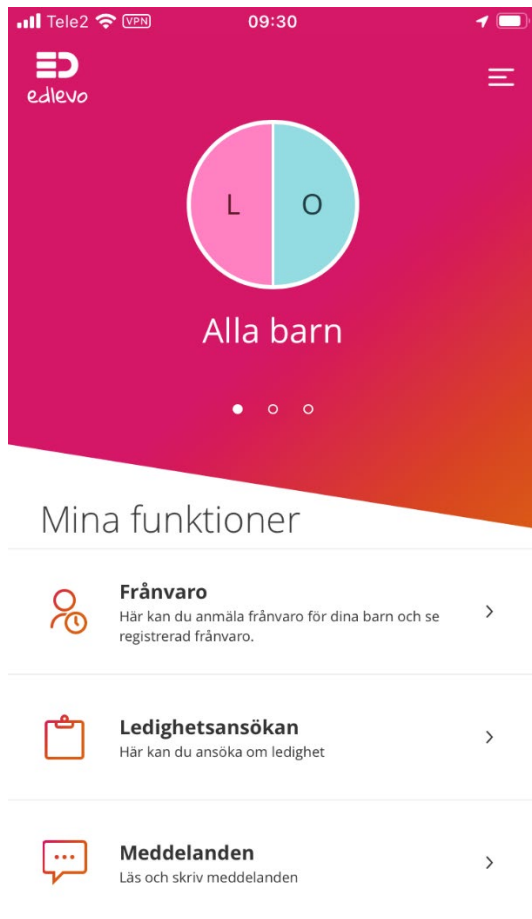 Tele2 VPN 09:30
edlevo
L O
Alla barn
Mina funktioner
Frånvaro
Här kan du anmäla frånvaro för dina barn och se
registrerad frånvaro.
Ledighetsansökan
Här kan du ansöka om ledighet
Meddelanden
Läs och skriv meddelanden